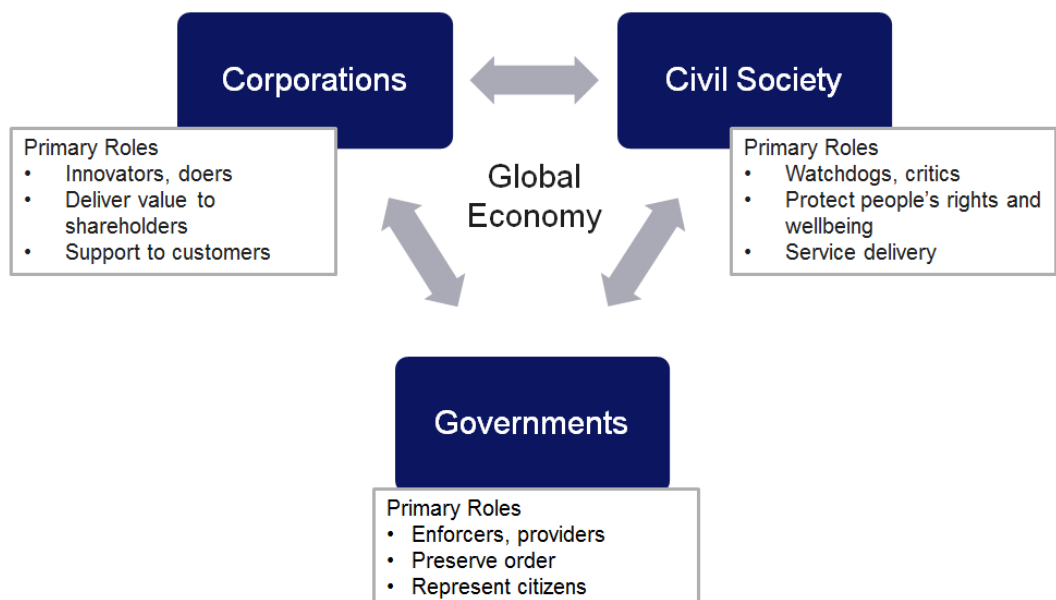 Corporations
Primary Roles
• Innovators, doers
• Deliver value to
shareholders
• Support to customers
Civil Society
Primary Roles
• Watchdogs, critics
• Protect people’s rights and
wellbeing
• Service delivery
Global
Economy
Governments
Primary Roles
• Enforcers, providers
• Preserve order
• Represent citizens